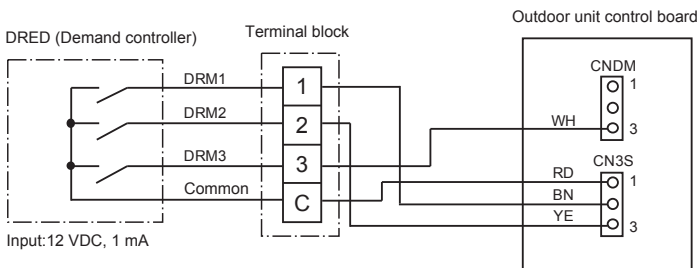 Outdoor unit control board
DRED (Demand controller)
Terminal block
CNDM
DRM1
1
1
DRM2
2
WH
3
DRM3
3
CN3S
RD
1
Common
C
BN
YE
3
Input:12 VDC, 1 mA